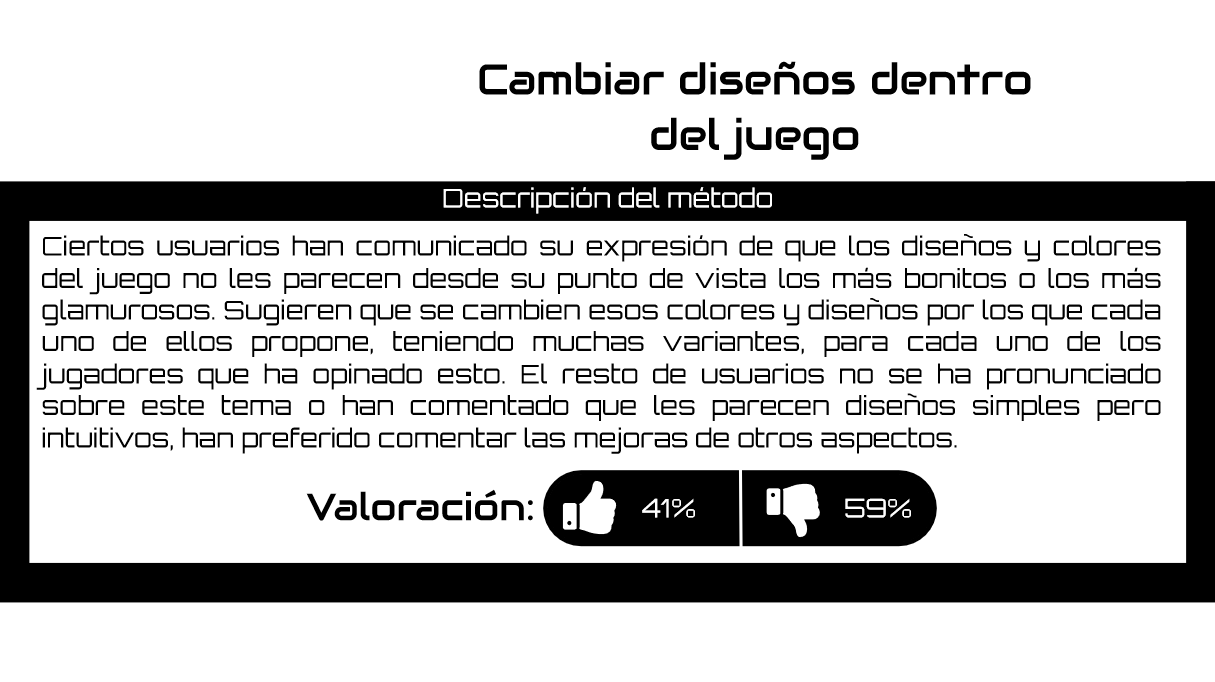 Cambiar diseños dentro
del juego
Descripción del método
Ciertos usuarios han comunicado su expresión de que los diseños y colores
del juego no les parecen desde su punto de vista los más bonitos o los más
glamurosos. Sugieren que se cambien esos colores y diseños por los que cada
uno de ellos propone, teniendo muchas variantes, para cada uno de los
jugadores que ha opinado esto. El resto de usuarios no se ha pronunciado
sobre este tema o han comentado que les parecen diseños simples pero
intuitivos, han preferido comentar las mejoras de otros aspectos.
Valoración: 41% 59%